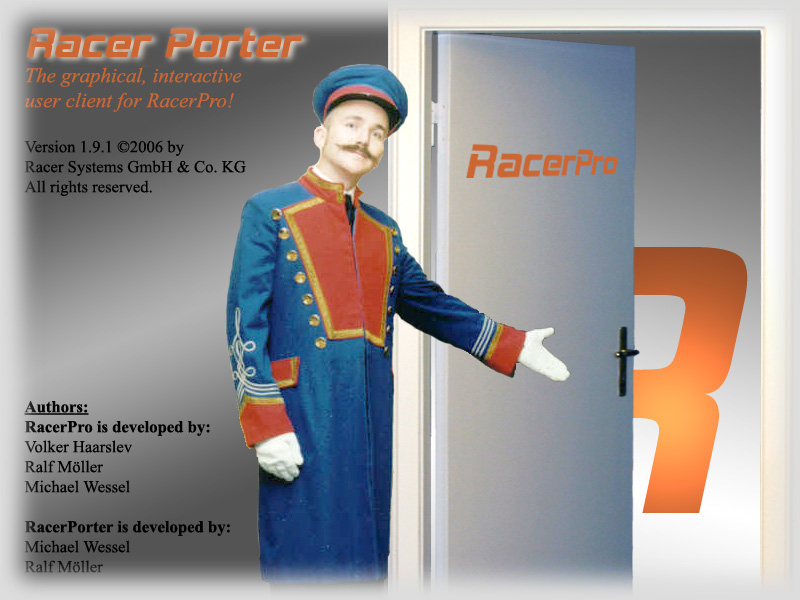 Racer Porter
The graphical, interactive
user client for RacerPro!
Version 1.9.1 ©2006 by
Racer Systems GmbH & Co. KG
All rights reserved.
RacerPro
R
Authors:
RacerPro is developed by:
Volker Haarslev
Ralf Möller
Michael Wessel
RacerPorter is developed by:
Michael Wessel
Ralf Möller